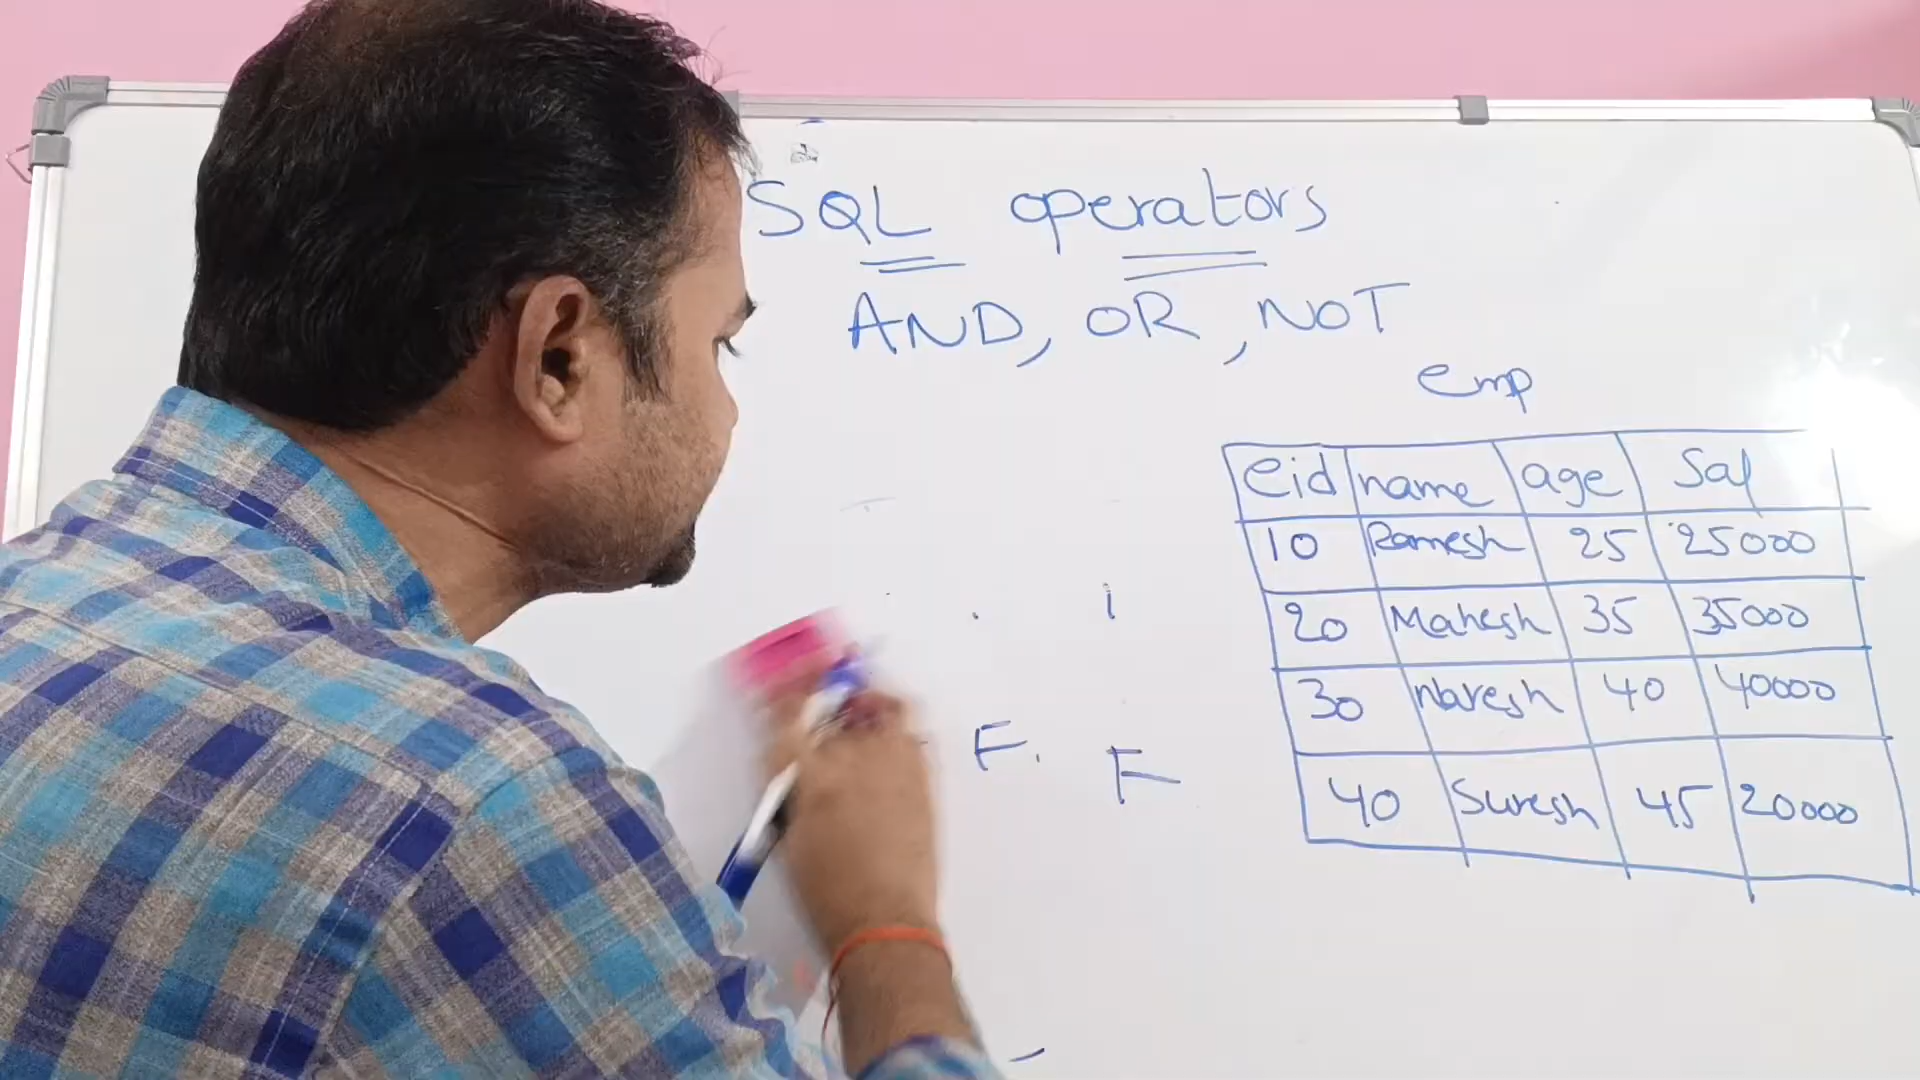 SQL operators
AND, OR, NOT
emp
eid name age Sal
10 Ramesh 25 25000
20 Mahesh 35 35000
30 Naresh 40 40000
40 Suresh 45 20000
F. F